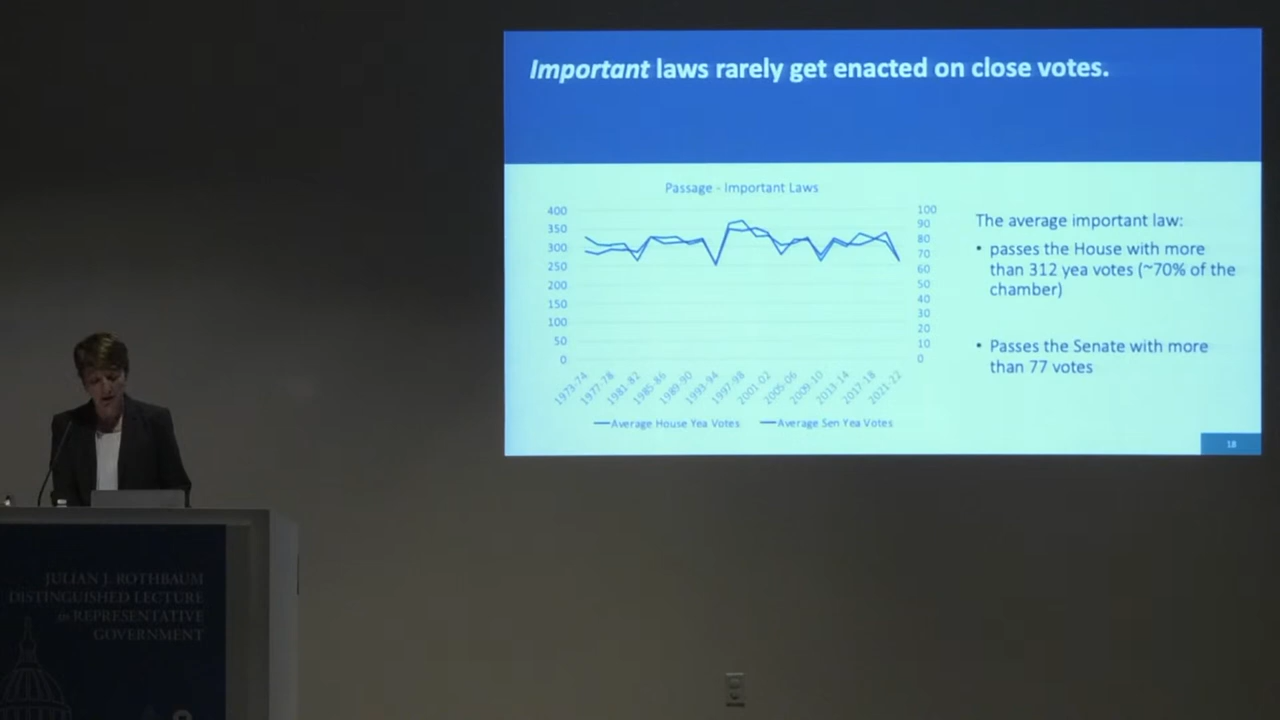 Important laws rarely get enacted on close votes.
Passage - Important Laws
400
350
300
250
200
150
100
50
0
100
90
80
70
60
50
40
30
20
10
0
1973-74
1977-78
1981-82
1985-86
1989-90
1993-94
1997-98
2001-02
2005-06
2009-10
2013-14
2017-18
2021-22
Average House Yea Votes
Average Sen Yea Votes
The average important law:
• passes the House with more
than 312 yea votes (~70% of the
chamber)
• Passes the Senate with more
than 77 votes
18
JULIAN J. ROTHBAUM
DISTINGUISHED LECTURE
in REPRESENTATIVE
GOVERNMENT